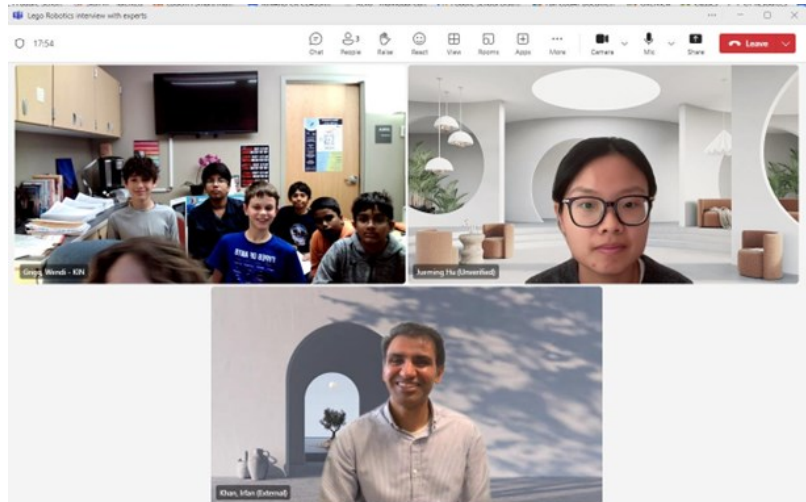 Lego Robotics interview with experts
17:54
Chat
People
3
Raise
React
View
Rooms
Apps
More
Camera
Mic
Share
Leave
Gregg, Wendi - KIN
Jueming Hu (Unverified)
Khan, Irfan (External)